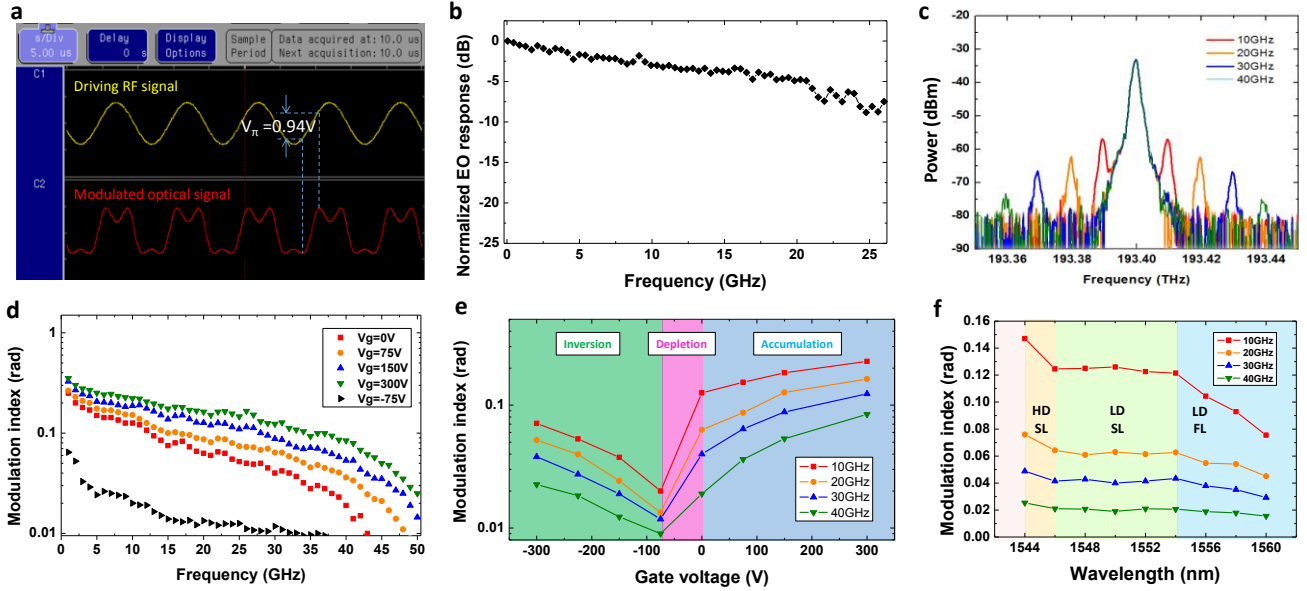 a
s/Div
5.00 us
Delay
0 s
Display
Options
Sample
Period
Data acquired at:10.0 us
Next acquisition:10.0 us
C1
Driving RF signal
Vπ =0.94V
C2
Modulated optical signal
b
Normalized EO response (dB)
0
-5
-10
-15
-20
-25
0 5 10 15 20 25
Frequency (GHz)
c
Power (dBm)
-20
-30
-40
-50
-60
-70
-80
-90
10GHz
20GHz
30GHz
40GHz
193.36 193.38 193.40 193.42 193.44
Frequency (THz)
d
Modulation index (rad)
1
0.1
0.01
Vg=0V
Vg=75V
Vg=150V
Vg=300V
Vg=-75V
0 5 10 15 20 25 30 35 40 45 50
Frequency (GHz)
e
Modulation index (rad)
0.1
0.01
Inversion
Depletion
Accumulation
10GHz
20GHz
30GHz
40GHz
-300 -200 -100 0 100 200 300
Gate voltage (V)
f
Modulation index (rad)
0.16
0.14
0.12
0.10
0.08
0.06
0.04
0.02
0.00
10GHz
20GHz
30GHz
40GHz
HD
SL
LD
SL
LD
FL
1544 1548 1552 1556 1560
Wavelength (nm)